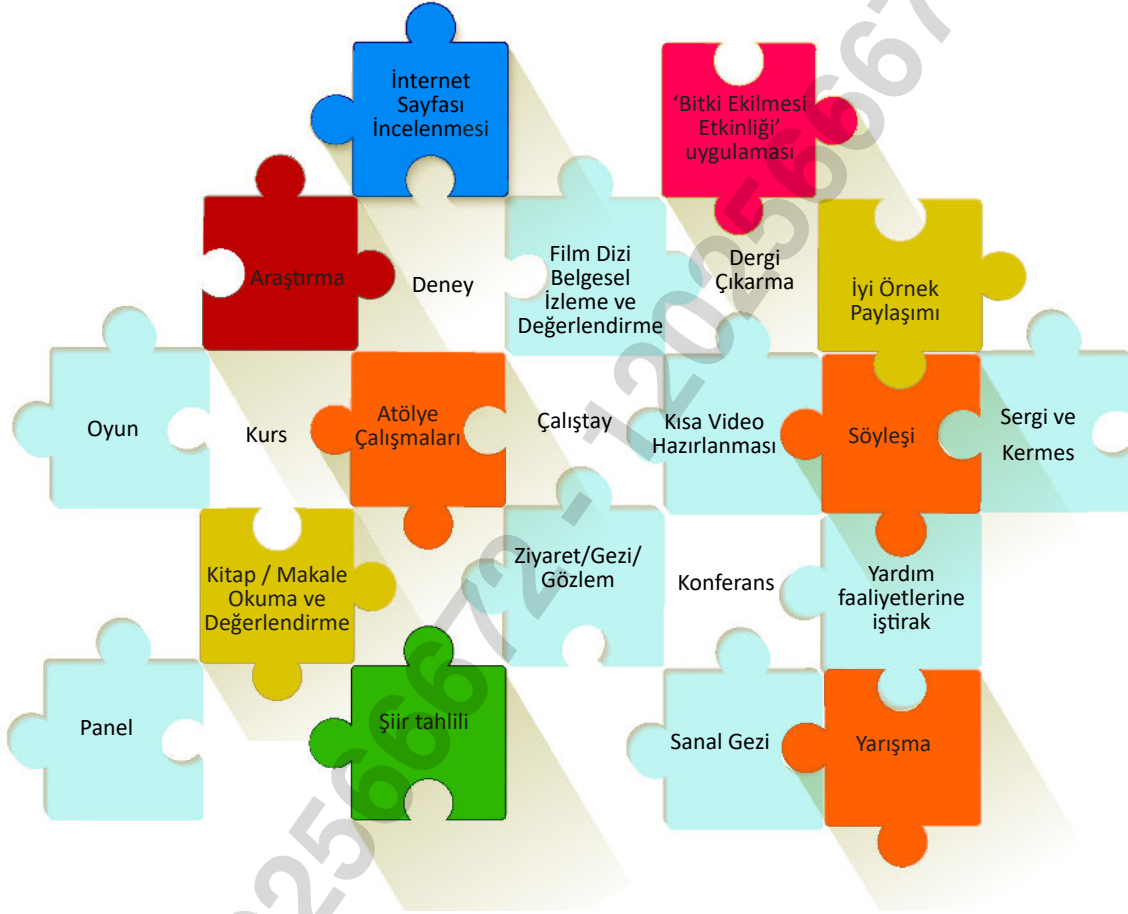 İnternet
Sayfası
İncelenmesi
'Bitki Ekilmesi
Etkinliği'
uygulaması
Araştırma
Deney
Film Dizi
Belgesel
İzleme ve
Değerlendirme
Dergi
Çıkarma
İyi Örnek
Paylaşımı
Oyun
Kurs
Atölye
Çalışmaları
Çalıştay
Kısa Video
Hazırlanması
Söyleşi
Sergi ve
Kermes
Kitap / Makale
Okuma ve
Değerlendirme
Ziyaret/Gezi/
Gözlem
Konferans
Yardım
faaliyetlerine
iştirak
Panel
Şiir tahlili
Sanal Gezi
Yarışma